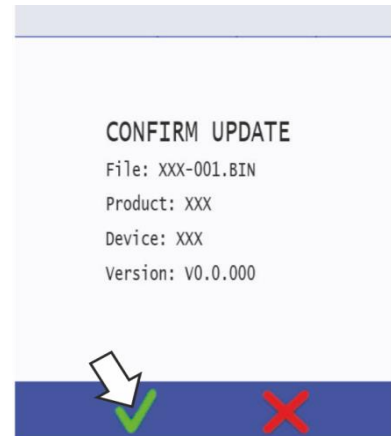 CONFIRM UPDATE
File: XXX-001.BIN
Product: XXX
Device: XXX
Version: V0.0.000